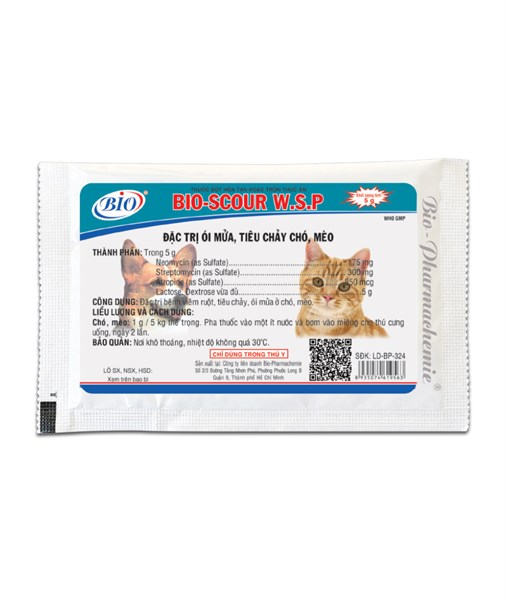 THUỐC BỘT HÒA TAN HOẶC TRỘN THỨC ĂN
BIO
BIO-SCOUR W.S.P
5 g
WHO GMP
ĐẶC TRỊ ÓI MỬA, TIÊU CHẢY CHÓ, MÈO
THÀNH PHẦN: Trong 5 g
Neomycin (as Sulfate) 175 mg
Streptomycin (as Sulfate) 300 mg
Atropine (as Sulfate)
Lactose, Dextrose vừa đủ 5 g
CÔNG DỤNG: Đặc trị bệnh viêm ruột, tiêu chảy, ói mửa ở chó, mèo.
LIỀU LƯỢNG VÀ CÁCH DÙNG:
Chó, mèo: 1 g / 5 kg thể trọng. Pha thuốc vào một ít nước và bơm vào miệng cho thú cưng
uống, ngày 2 lần.
BẢO QUẢN: Nơi khô thoáng, nhiệt độ không quá 30°C.
CHỈ DÙNG TRONG THÚ Y
LÔ SX, NSX, HSD:
Xem trên bao bì
Sản xuất tại: Công ty liên doanh Bio-Pharmachemie
Số 2/3 Đường Tăng Nhơn Phú, Phường Phước Long B
Quận 9, Thành phố Hồ Chí Minh
SĐK: LD-BP-324
8 935074 619563
Bio - Pharmachemie®